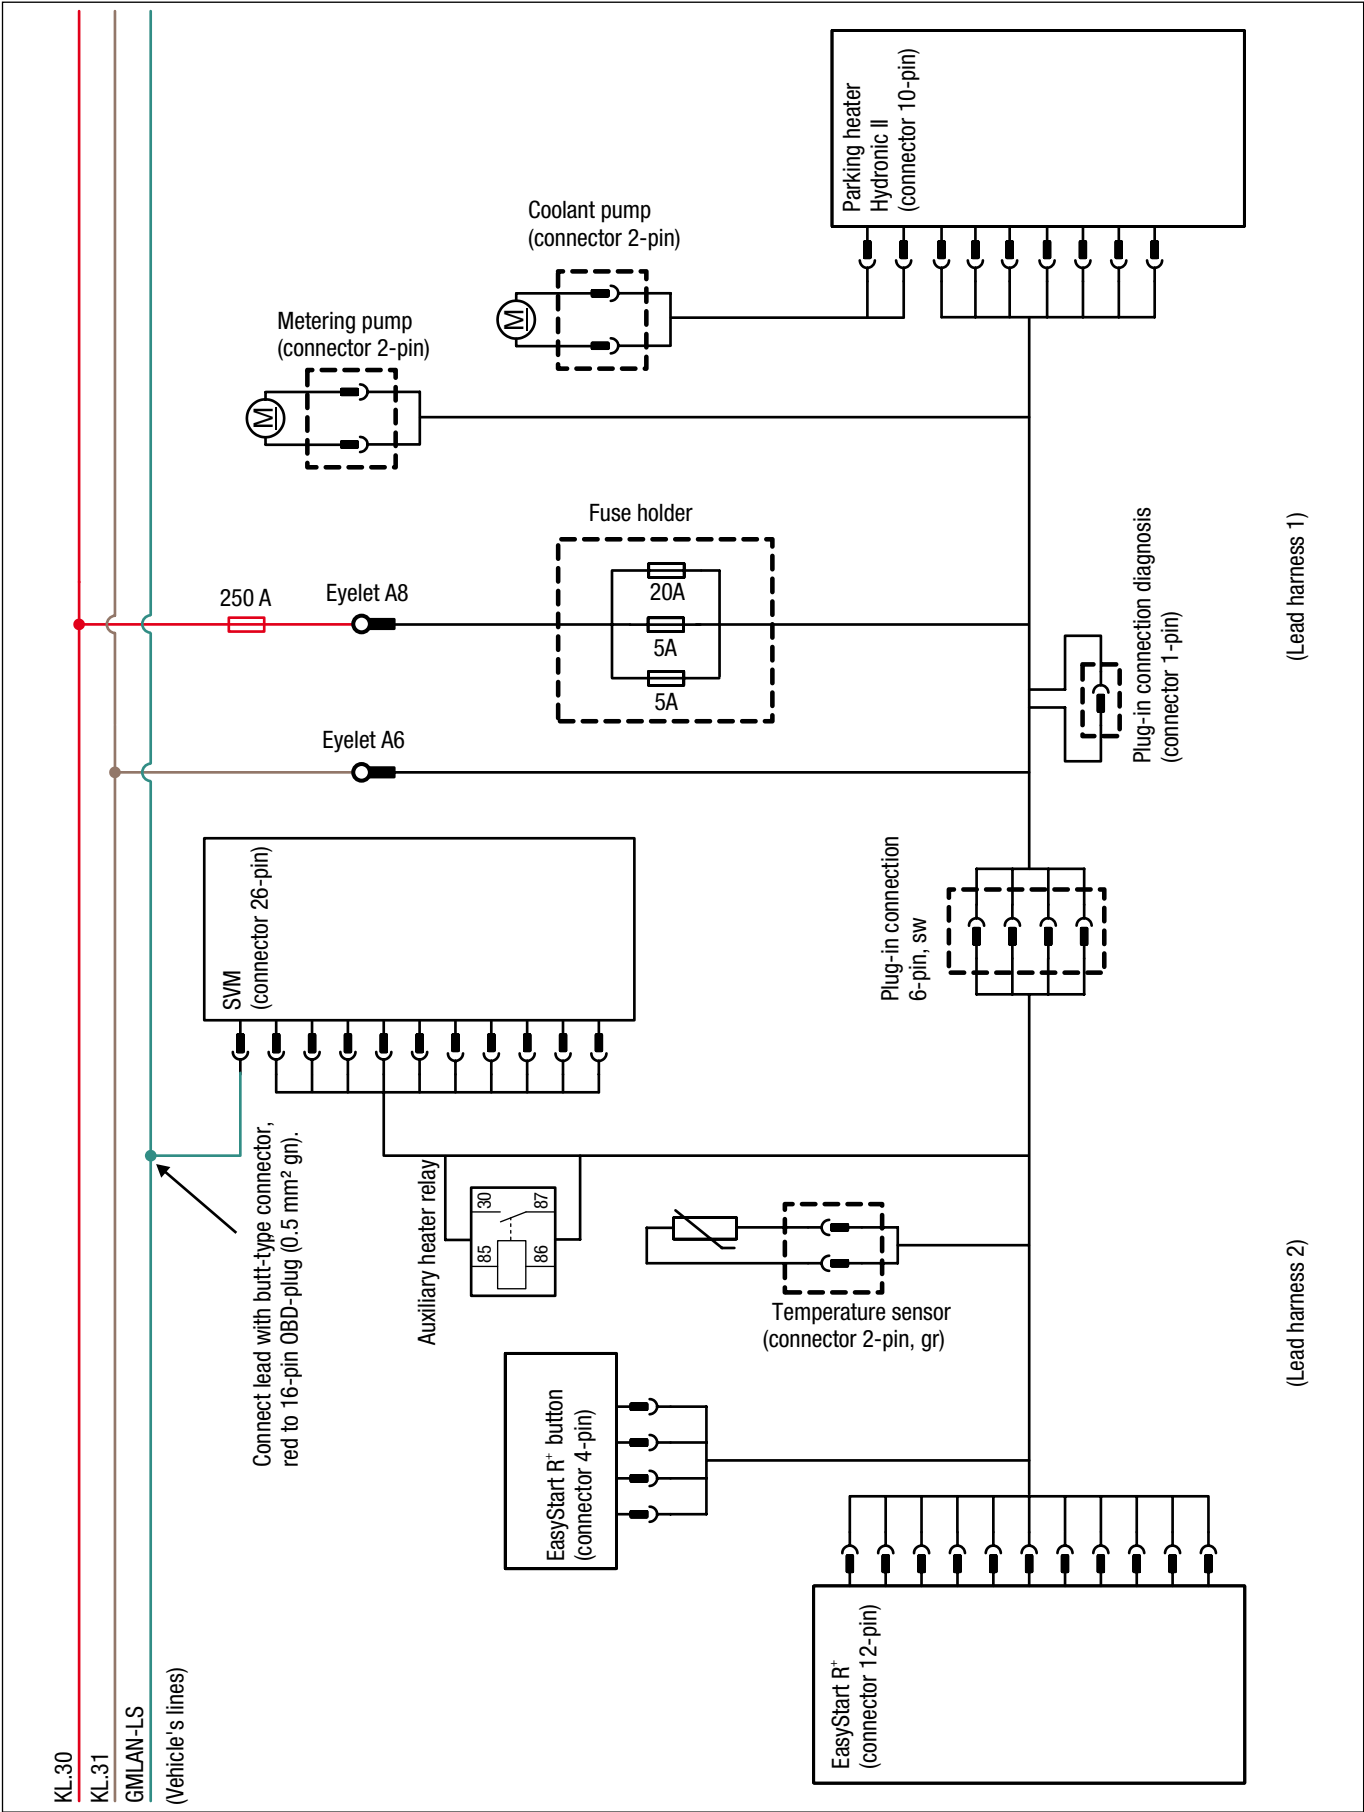 Parking heater
Hydronic II
(connector 10-pin)
Coolant pump
(connector 2-pin)
M
Metering pump
(connector 2-pin)
M
Fuse holder
20A
5A
5A
250 A
Eyelet A8
Plug-in connection diagnosis
(connector 1-pin)
(Lead harness 1)
Eyelet A6
SVM
(connector 26-pin)
Plug-in connection
6-pin, sw
Connect lead with butt-type connector,
red to 16-pin OBD-plug (0.5 mm² gn).
Auxiliary heater relay
30
87
85
86
Temperature sensor
(connector 2-pin, gr)
(Lead harness 2)
EasyStart R⁺ button
(connector 4-pin)
EasyStart R⁺
(connector 12-pin)
KL.30
KL.31
GMLAN-LS
(Vehicle's lines)